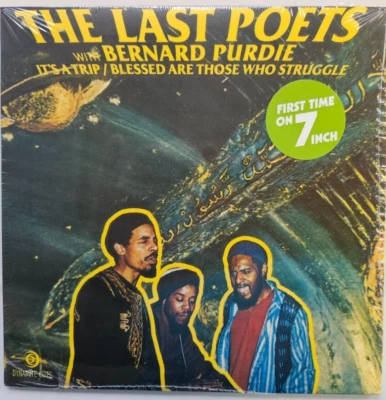 THE LAST POETS
WITH BERNARD PURDIE
IT'S A TRIP / BLESSED ARE THOSE WHO STRUGGLE
FIRST TIME
ON 7
INCH
DYNAMITE CUTS